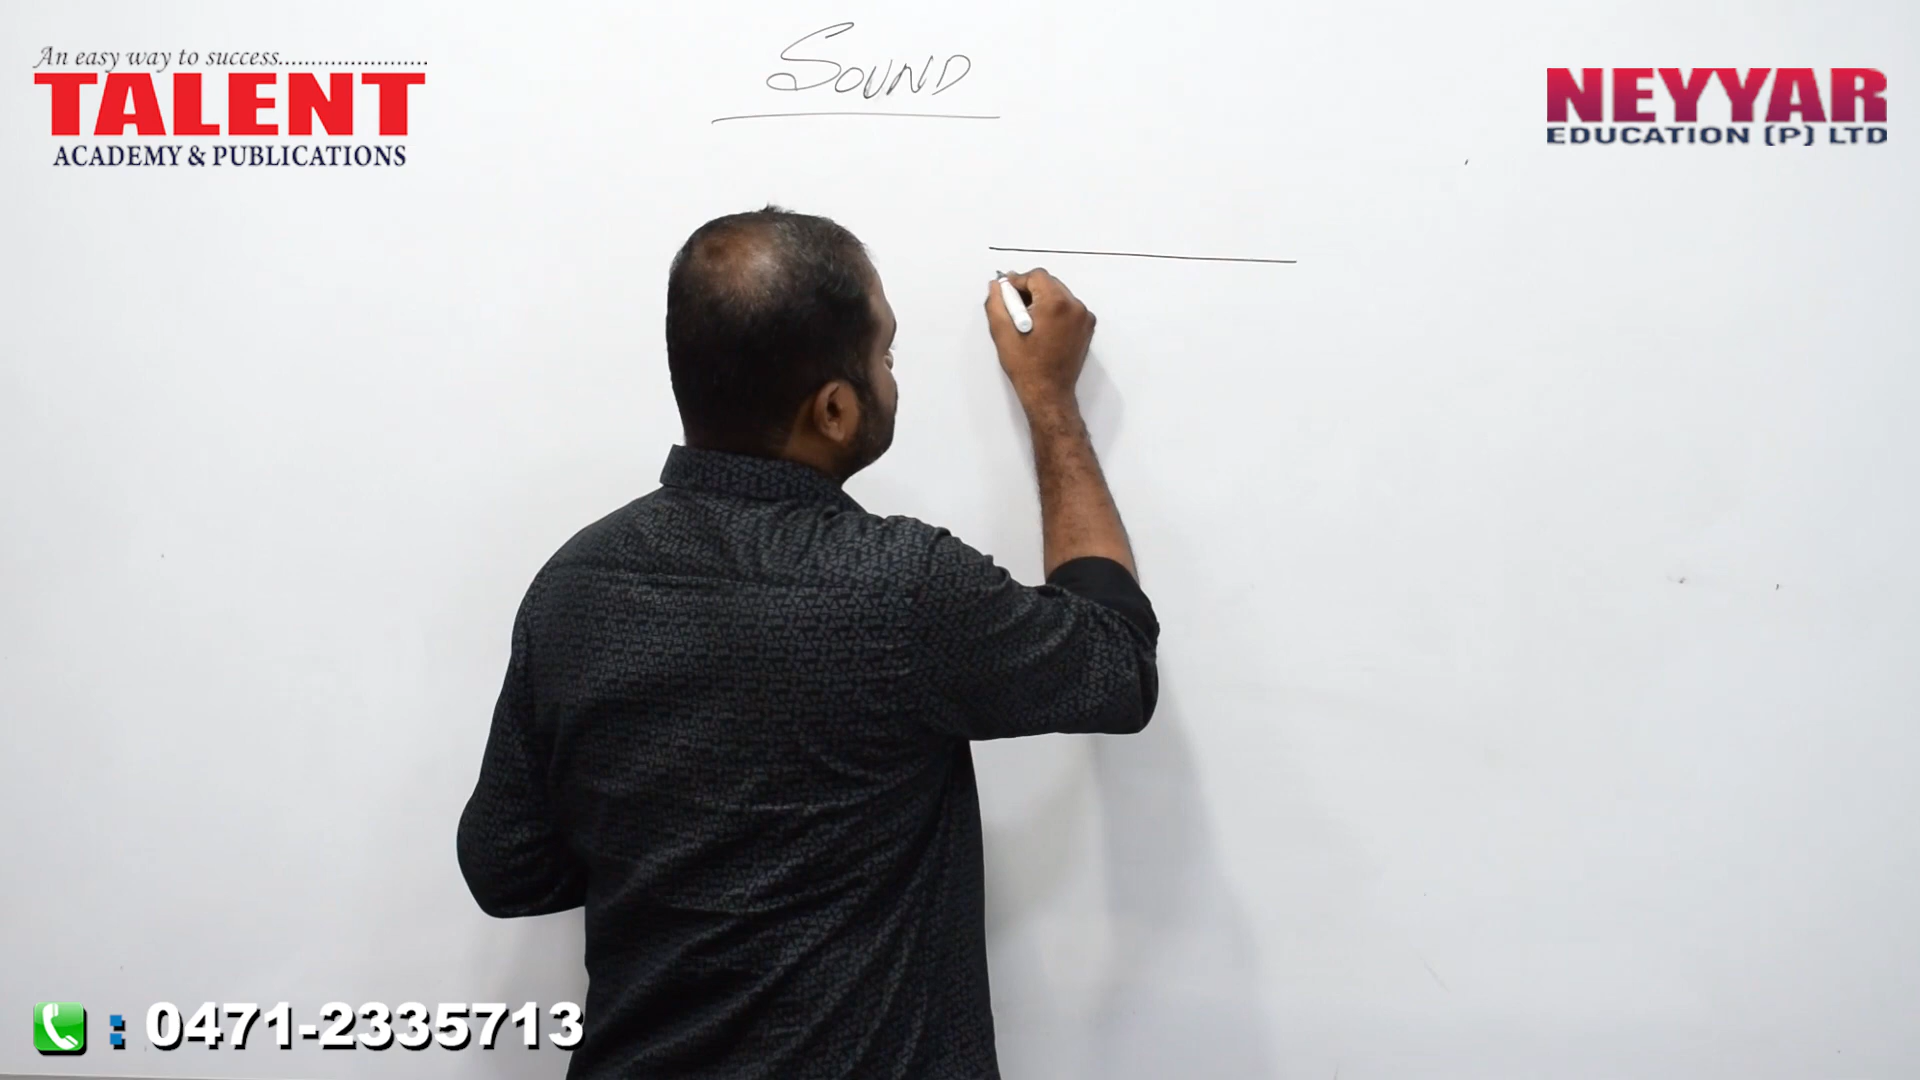 An easy way to success.......................
TALENT
ACADEMY & PUBLICATIONS
SOUND
NEYYAR
EDUCATION (P) LTD
: 0471-2335713